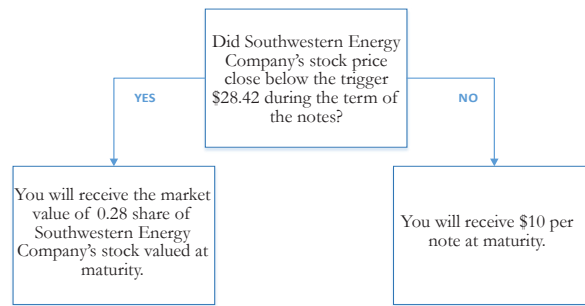 Did Southwestern Energy
Company's stock price
close below the trigger
$28.42 during the term of
the notes?
YES
NO
You will receive the market
value of 0.28 share of
Southwestern Energy
Company's stock valued at
maturity.
You will receive $10 per
note at maturity.